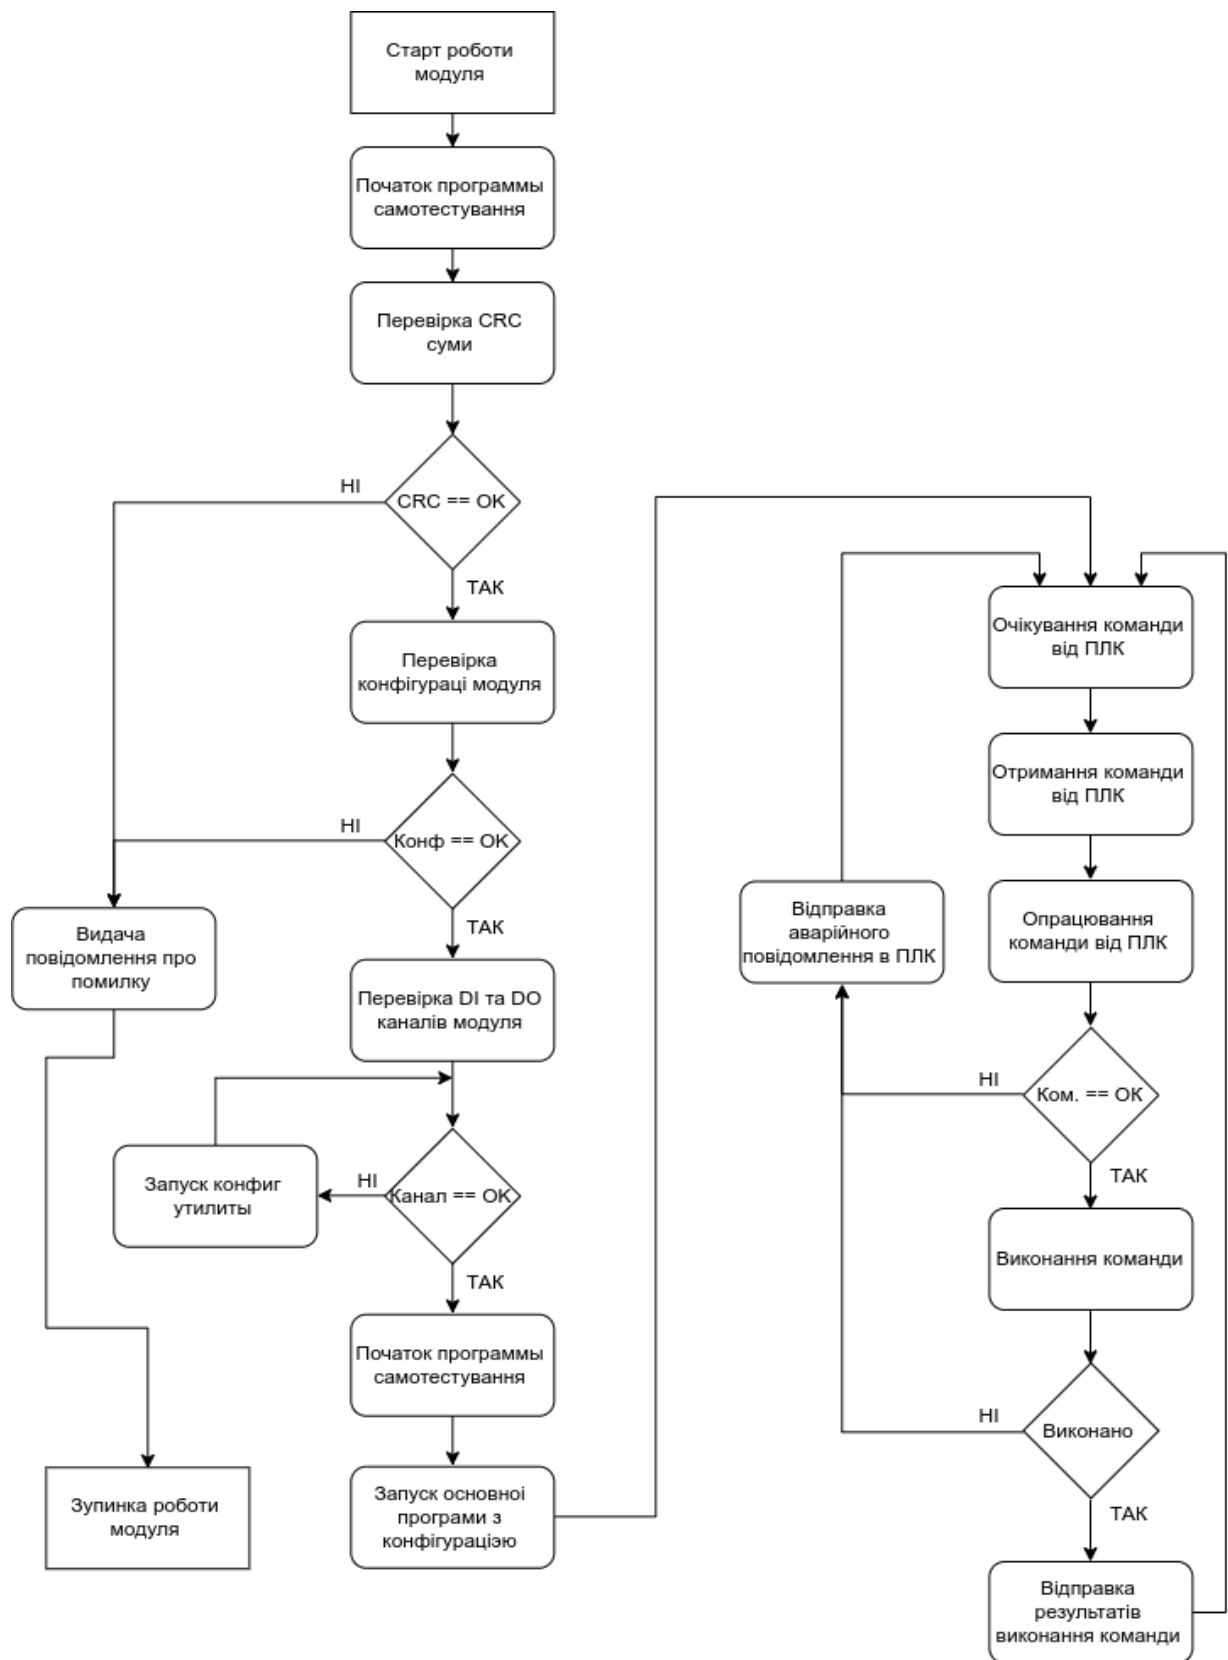 Старт роботи
модуля
Початок программы
самотестування
Перевірка CRC
суми
НІ
CRC == OK
ТАК
Перевірка
конфігураці модуля
НІ
Конф == OK
ТАК
Видача
повідомлення про
помилку
Перевірка DI та DO
каналів модуля
Запуск конфиг
утилиты
НІ
Канал == OK
ТАК
Початок программы
самотестування
Запуск основноі
програми з
конфігураціэю
Зупинка роботи
модуля
Очікування команди
від ПЛК
Отримання команди
від ПЛК
Відправка
аварійного
повідомлення в ПЛК
Опрацювання
команди від ПЛК
НІ
Ком. == ОК
ТАК
Виконання команди
НІ
Виконано
ТАК
Відправка
результатів
виконання команди